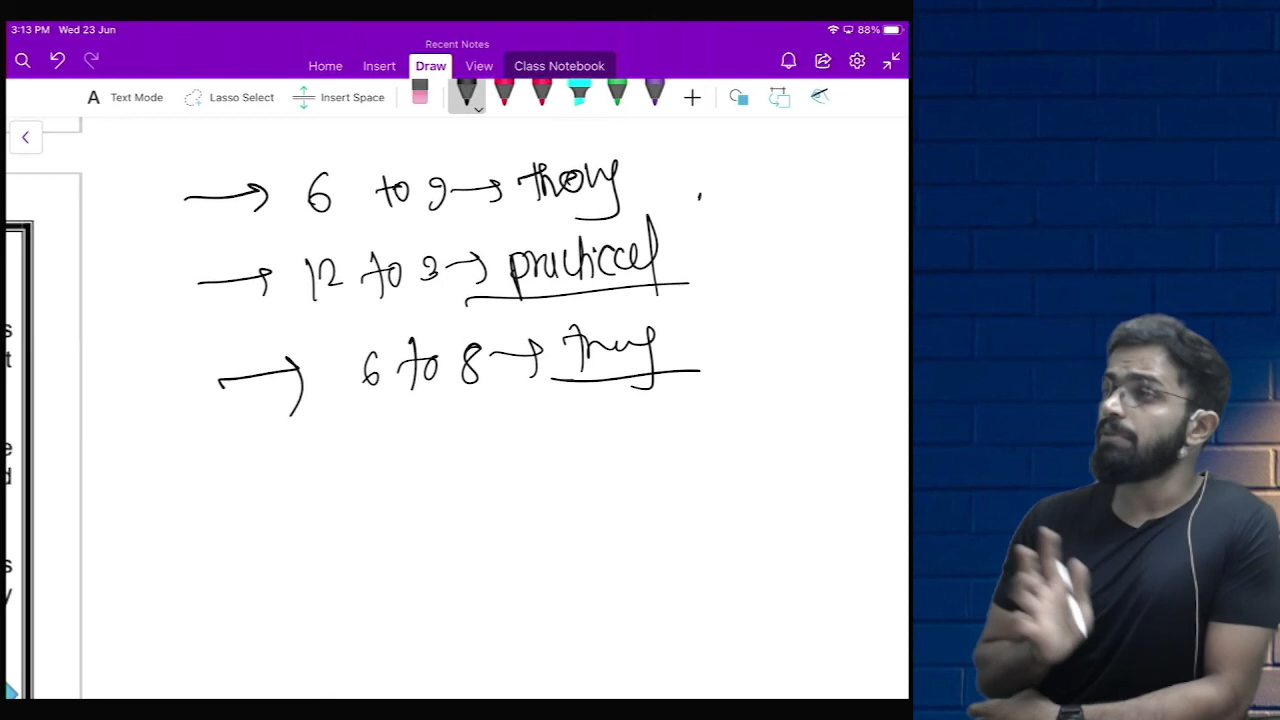 3:13 PM Wed 23 Jun 88%
Recent Notes
Home Insert Draw View Class Notebook
A Text Mode Lasso Select Insert Space
→ 6 to 9 → theory
→ 12 to 3 → practical
→ 6 to 8 →
s
t
e
d
s
y